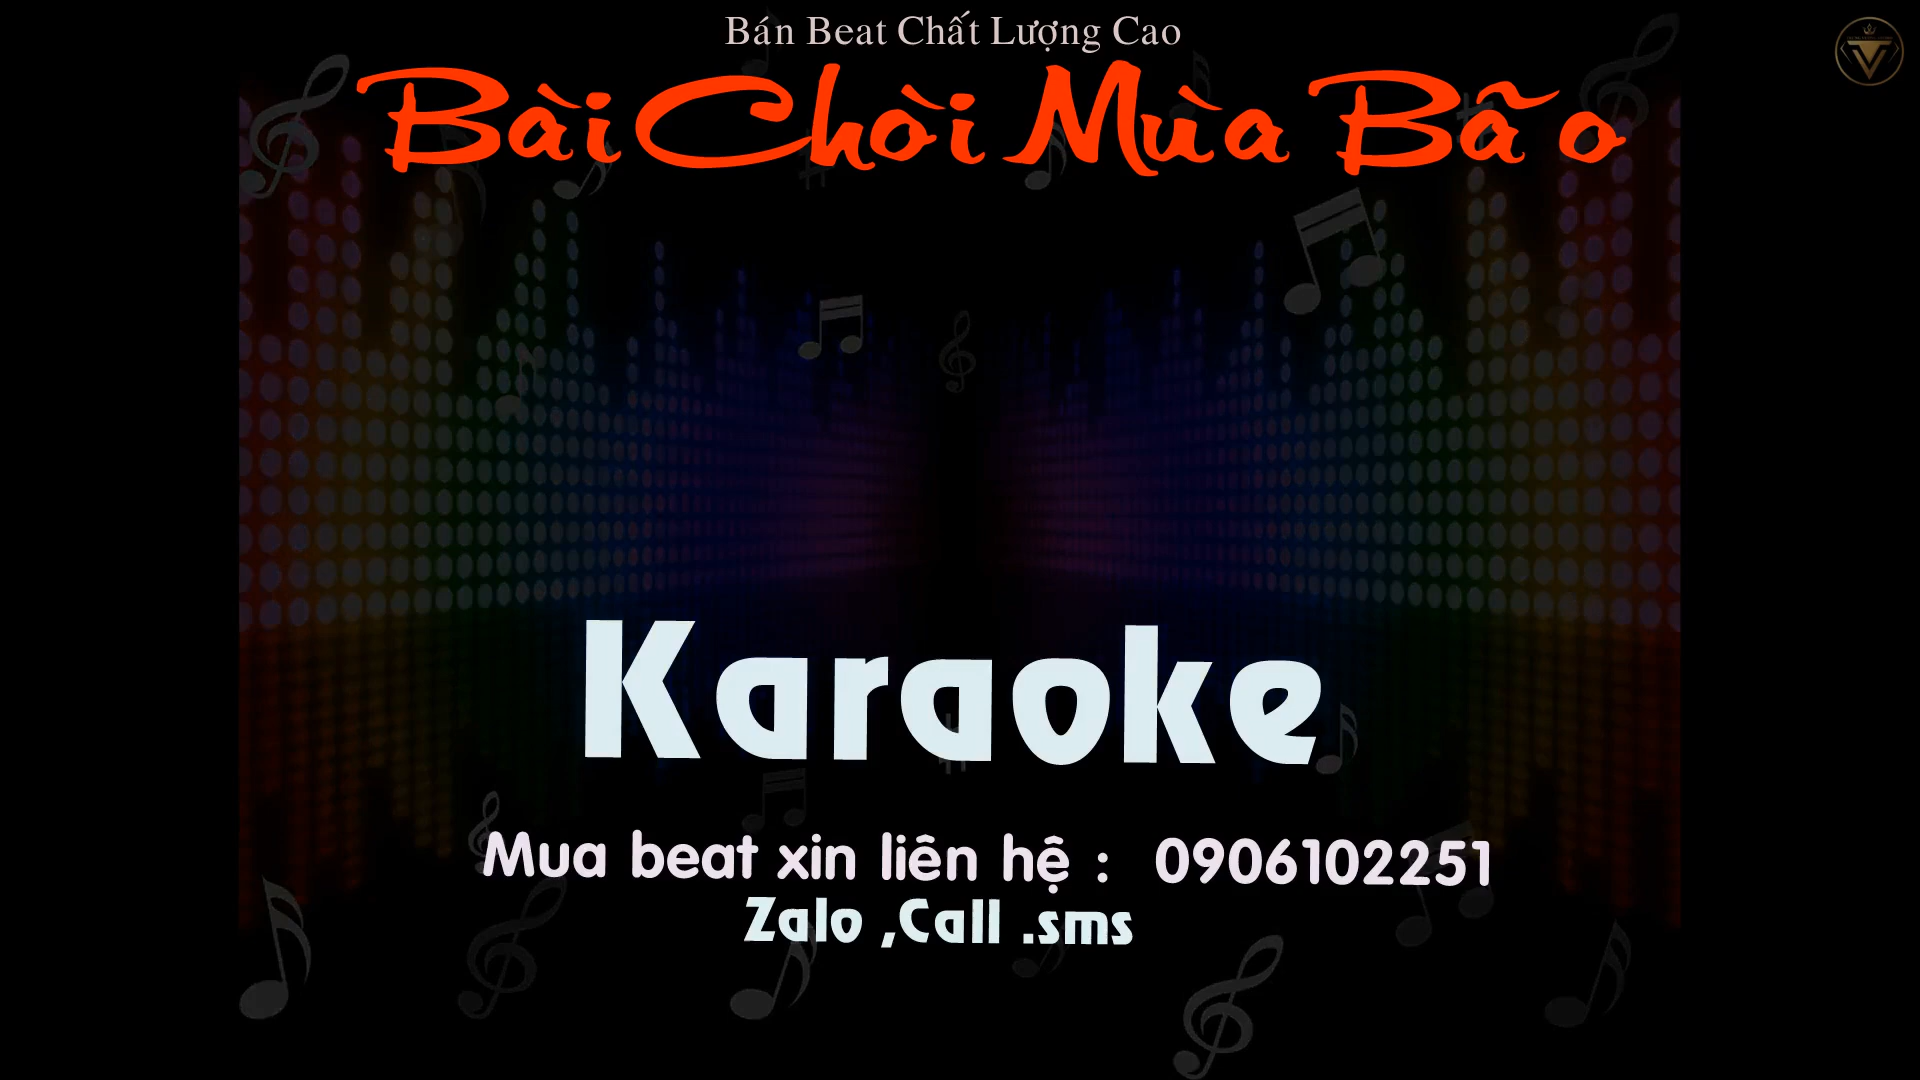 Bán Beat Chất Lượng Cao
Bài Chòi Mùa Bão
Karaoke
Mua beat xin liên hệ : 0906102251
Zalo ,Call .sms